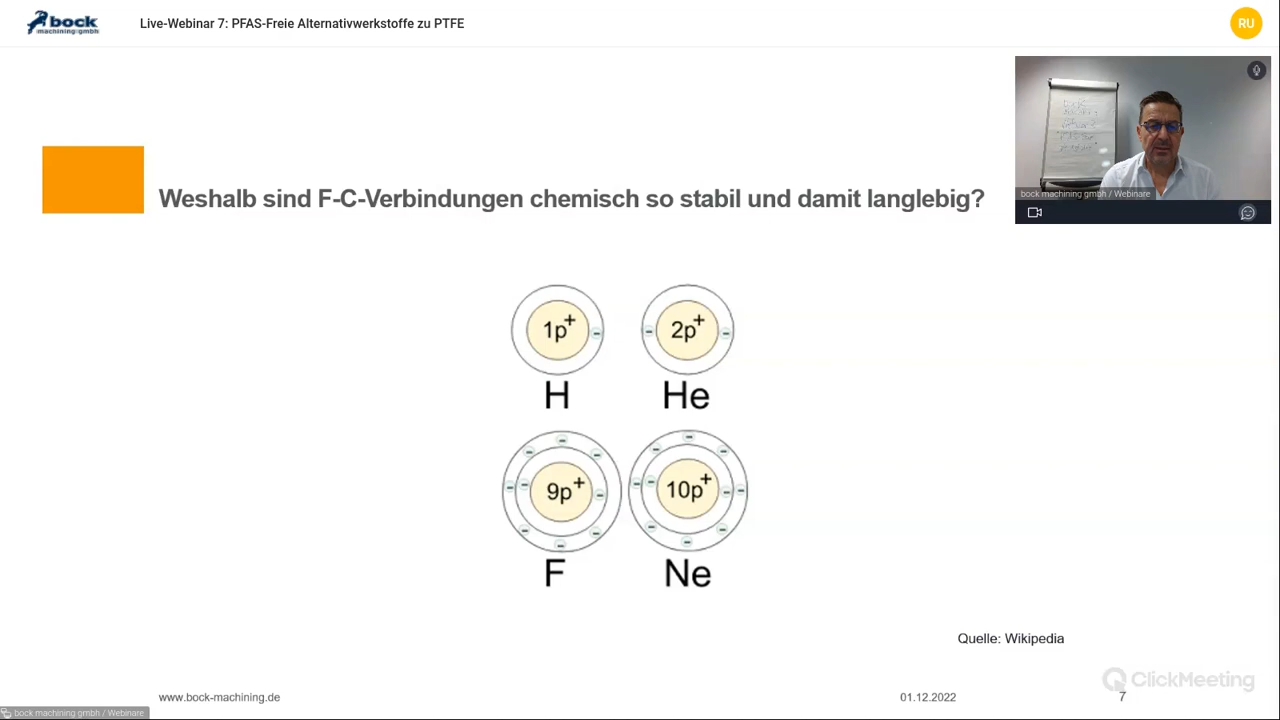 bock
machining gmbh
Live-Webinar 7: PFAS-Freie Alternativwerkstoffe zu PTFE
RU
bock machining gmbh / Webinare
Weshalb sind F-C-Verbindungen chemisch so stabil und damit langlebig?
1p+
2p+
H
He
9p+
10p+
F
Ne
Quelle: Wikipedia
ClickMeeting
www.bock-machining.de
01.12.2022
7
bock machining gmbh / Webinare